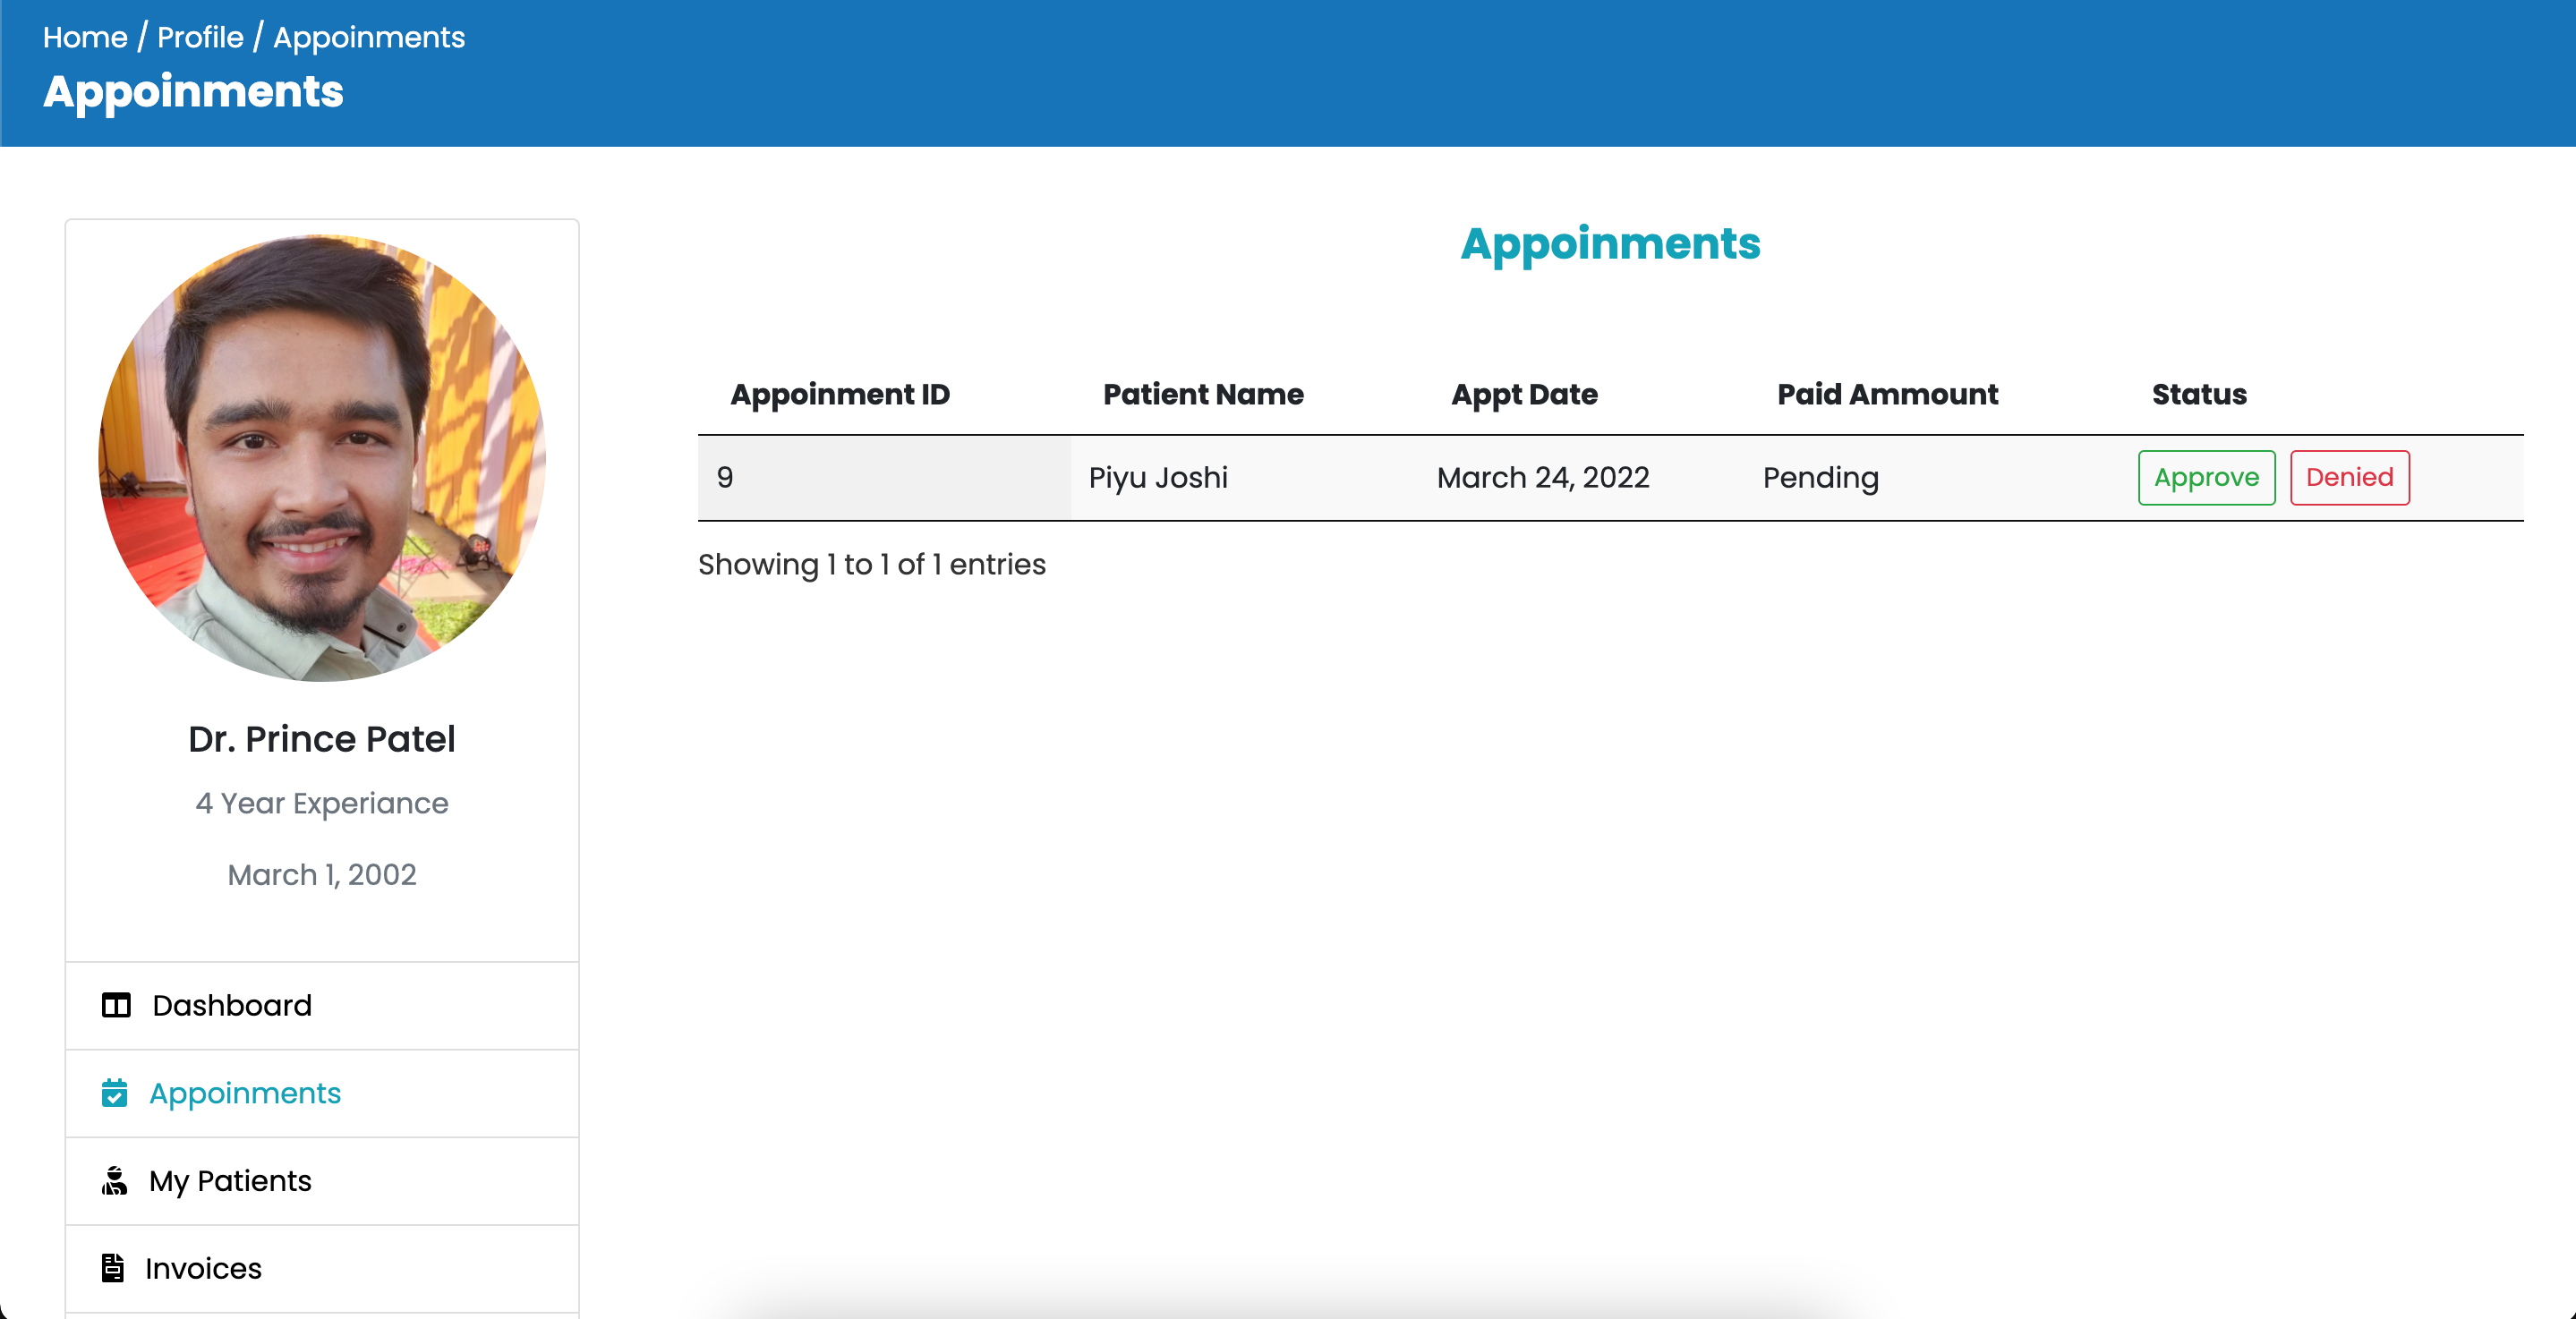 Home / Profile / Appoinments
Appoinments
Dr. Prince Patel
4 Year Experiance
March 1, 2002
Dashboard
Appoinments
My Patients
Invoices
Appoinments
Appoinment ID Patient Name Appt Date Paid Ammount Status
9 Piyu Joshi March 24, 2022 Pending Approve Denied
Showing 1 to 1 of 1 entries